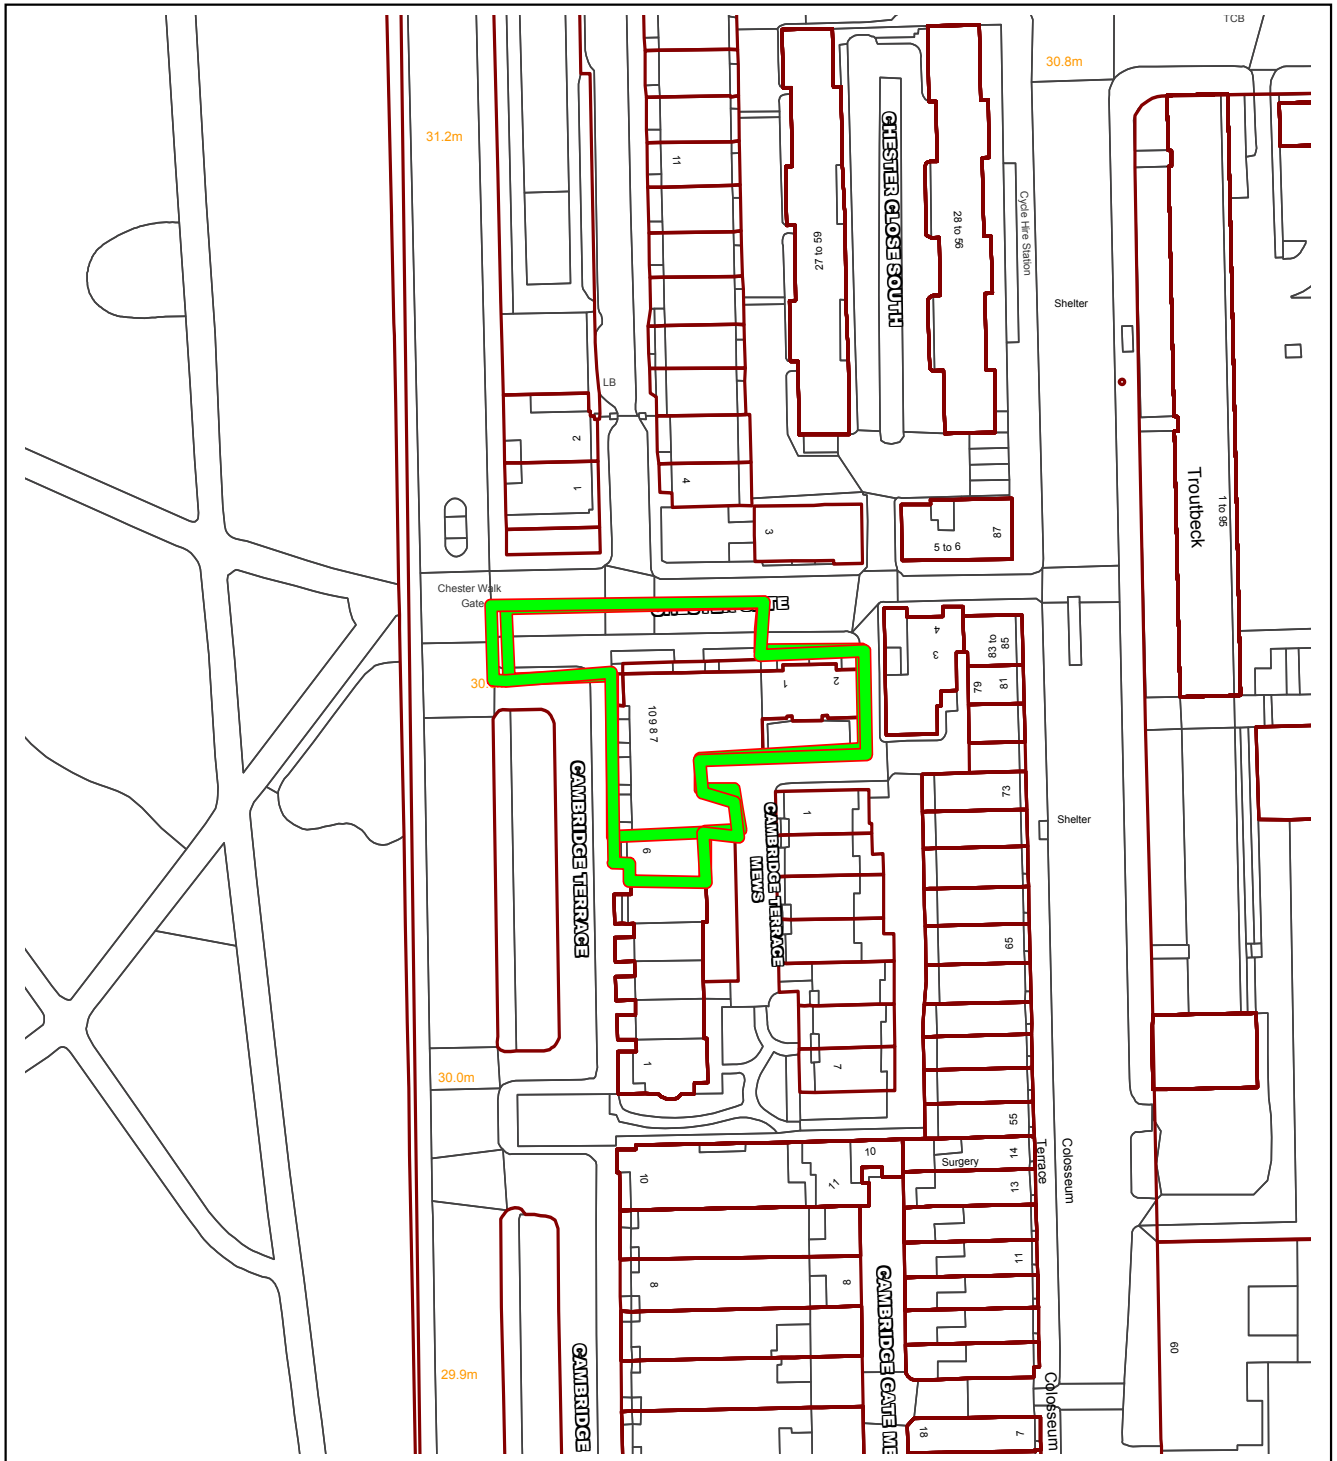 TCB
30.8m
31.2m
11
CHESTER CLOSE SOUTH
27 to 59
28 to 56
Cycle Hire Station
Shelter
LB
2
1
4
3
5 to 6
87
Troutbeck
1 to 95
Chester Walk
Gate
30.
4
3
83 to
85
79
81
1
2
10 9 8 7
CAMBRIDGE TERRACE
6
CAMBRIDGE TERRACE
MEWS
1
73
Shelter
65
1
7
30.0m
55
10
11
10
Surgery
14
13
Terrace
Colosseum
11
8
8
CAMBRIDGE GATE ME
CAMBRIDGE
29.9m
60
18
7
Colosseum